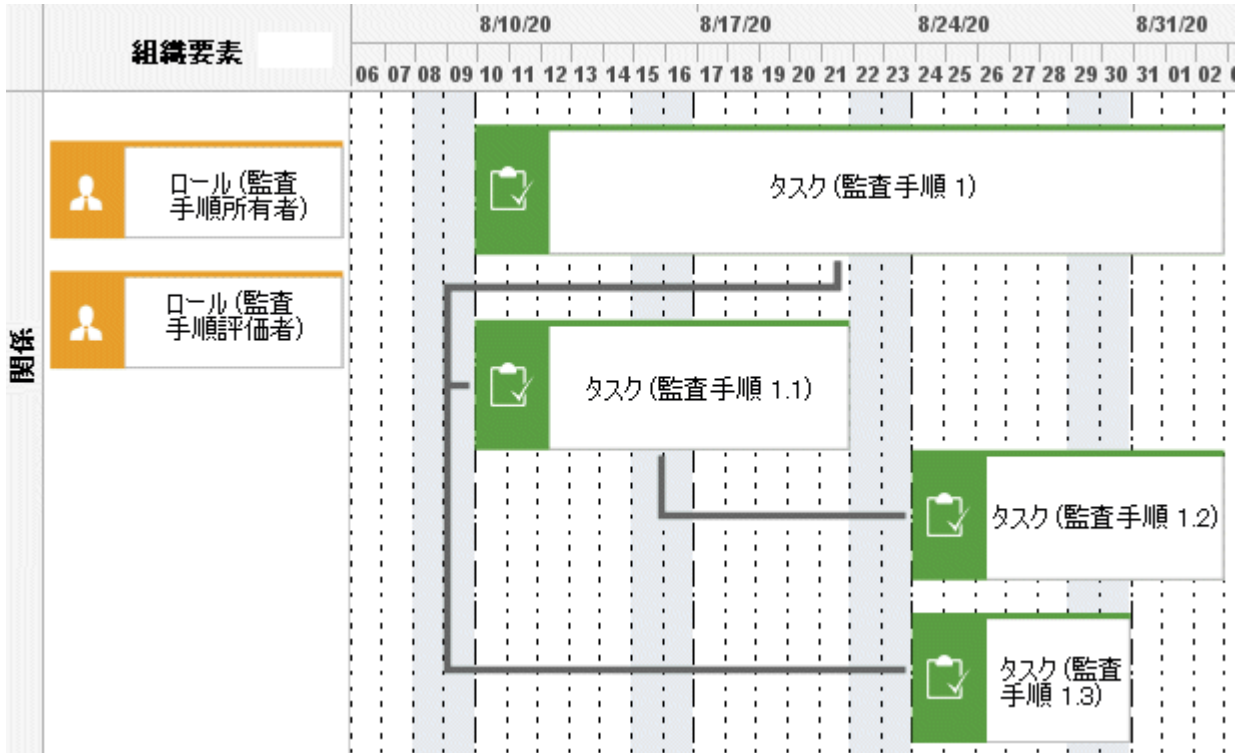 組織要素
8/10/20 8/17/20 8/24/20 8/31/20
06 07 08 09 10 11 12 13 14 15 16 17 18 19 20 21 22 23 24 25 26 27 28 29 30 31 01 02
関係
ロール (監査
手順所有者)
ロール (監査
手順評価者)
タスク (監査手順 1)
タスク (監査手順 1.1)
タスク (監査手順 1.2)
タスク (監査
手順 1.3)